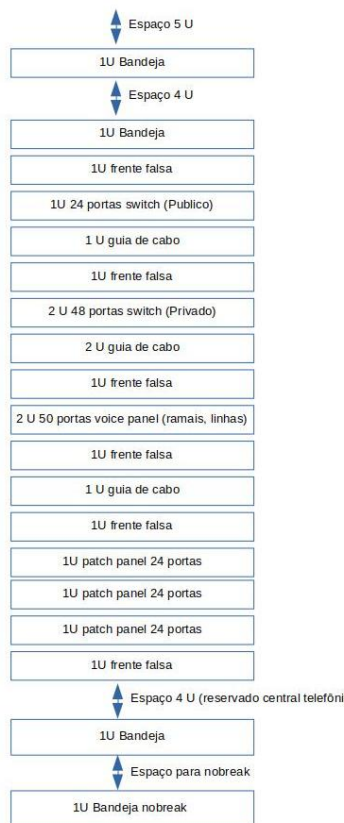 Espaço 5 U
1U Bandeja
Espaço 4 U
1U Bandeja
1U frente falsa
1U 24 portas switch (Publico)
1 U guia de cabo
1U frente falsa
2 U 48 portas switch (Privado)
2 U guia de cabo
1U frente falsa
2 U 50 portas voice panel (ramais, linhas)
1U frente falsa
1 U guia de cabo
1U frente falsa
1U patch panel 24 portas
1U patch panel 24 portas
1U patch panel 24 portas
1U frente falsa
Espaço 4 U (reservado central telefôni
1U Bandeja
Espaço para nobreak
1U Bandeja nobreak